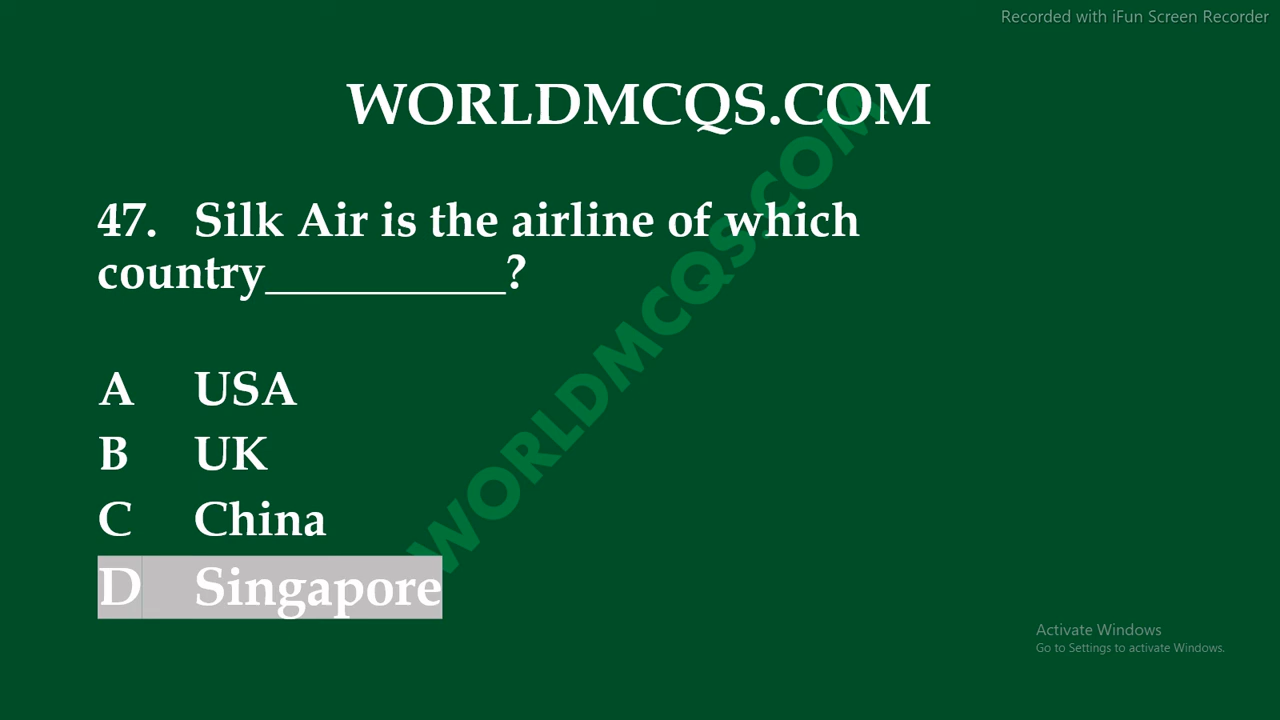 Recorded with iFun Screen Recorder
WORLDMCQS.COM
47. Silk Air is the airline of which
country___________?
A USA
B UK
C China
D Singapore
WORLDMCQS.COM
Activate Windows
Go to Settings to activate Windows.